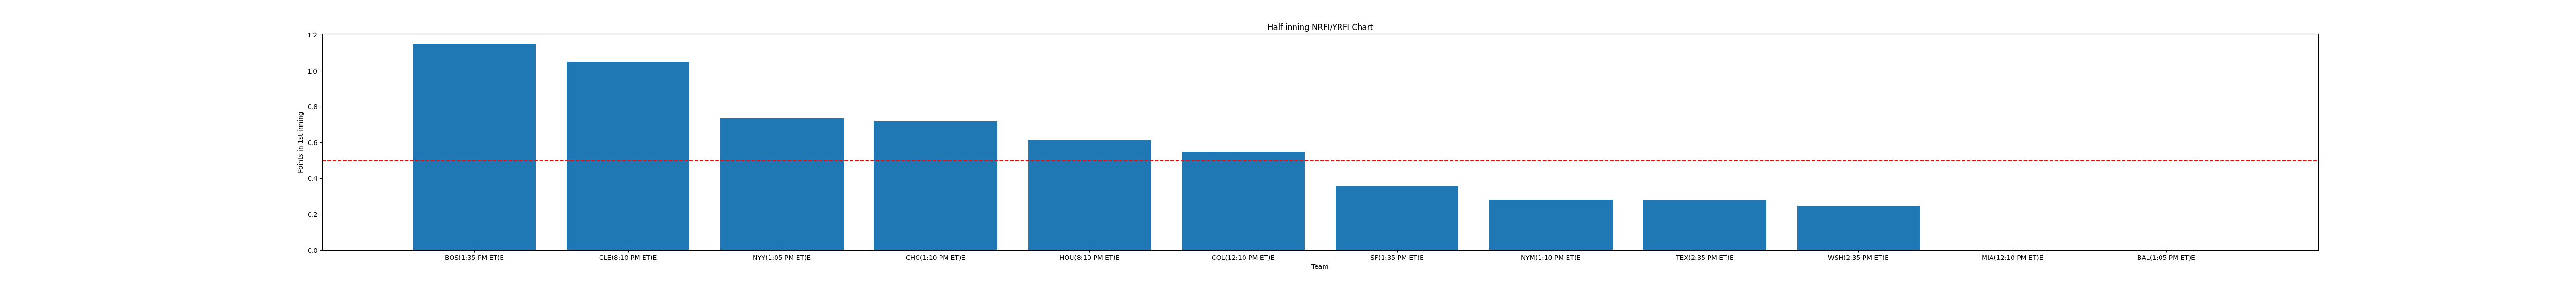 Half inning NRFI/YRFI Chart
1.2
1.0
0.8
0.6
0.4
0.2
0.0
Points in 1st inning
BOS(1:35 PM ET)E
CLE(8:10 PM ET)E
NYY(1:05 PM ET)E
CHC(1:10 PM ET)E
HOU(8:10 PM ET)E
COL(12:10 PM ET)E
SF(1:35 PM ET)E
NYM(1:10 PM ET)E
TEX(2:35 PM ET)E
WSH(2:35 PM ET)E
MIA(12:10 PM ET)E
BAL(1:05 PM ET)E
Team